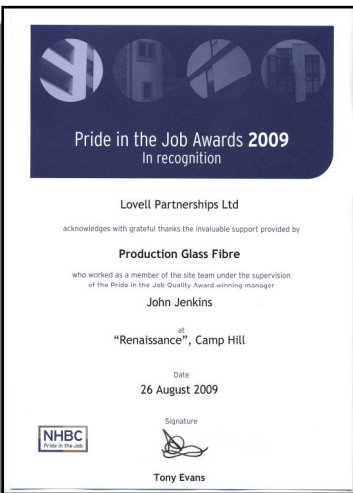 Pride in the Job Awards 2009
In recognition
Lovell Partnerships Ltd
acknowledges with grateful thanks the invaluable support provided by
Production Glass Fibre
who worked as a member of the site team under the supervision
of the Pride in the Job Quality Award winning manager
John Jenkins
at
"Renaissance", Camp Hill
Date
26 August 2009
Signature
NHBC
Pride in the Job
Tony Evans